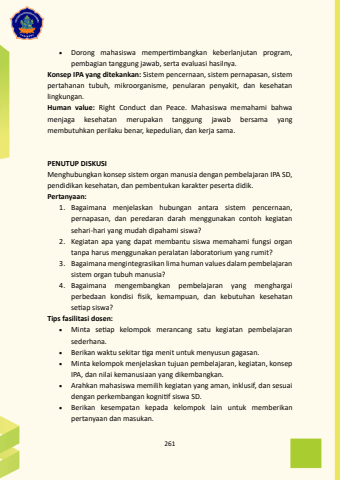 • Dorong mahasiswa mempertimbangkan keberlanjutan program,
pembagian tanggung jawab, serta evaluasi hasilnya.
Konsep IPA yang ditekankan: Sistem pencernaan, sistem pernapasan, sistem
pertahanan tubuh, mikroorganisme, penularan penyakit, dan kesehatan
lingkungan.
Human value: Right Conduct dan Peace. Mahasiswa memahami bahwa
menjaga kesehatan merupakan tanggung jawab bersama yang
membutuhkan perilaku benar, kepedulian, dan kerja sama.
PENUTUP DISKUSI
Menghubungkan konsep sistem organ manusia dengan pembelajaran IPA SD,
pendidikan kesehatan, dan pembentukan karakter peserta didik.
Pertanyaan:
1. Bagaimana menjelaskan hubungan antara sistem pencernaan,
pernapasan, dan peredaran darah menggunakan contoh kegiatan
sehari-hari yang mudah dipahami siswa?
2. Kegiatan apa yang dapat membantu siswa memahami fungsi organ
tanpa harus menggunakan peralatan laboratorium yang rumit?
3. Bagaimana mengintegrasikan lima human values dalam pembelajaran
sistem organ tubuh manusia?
4. Bagaimana mengembangkan pembelajaran yang menghargai
perbedaan kondisi fisik, kemampuan, dan kebutuhan kesehatan
setiap siswa?
Tips fasilitasi dosen:
• Minta setiap kelompok merancang satu kegiatan pembelajaran
sederhana.
• Berikan waktu sekitar tiga menit untuk menyusun gagasan.
• Minta kelompok menjelaskan tujuan pembelajaran, kegiatan, konsep
IPA, dan nilai kemanusiaan yang dikembangkan.
• Arahkan mahasiswa memilih kegiatan yang aman, inklusif, dan sesuai
dengan perkembangan kognitif siswa SD.
• Berikan kesempatan kepada kelompok lain untuk memberikan
pertanyaan dan masukan.
261